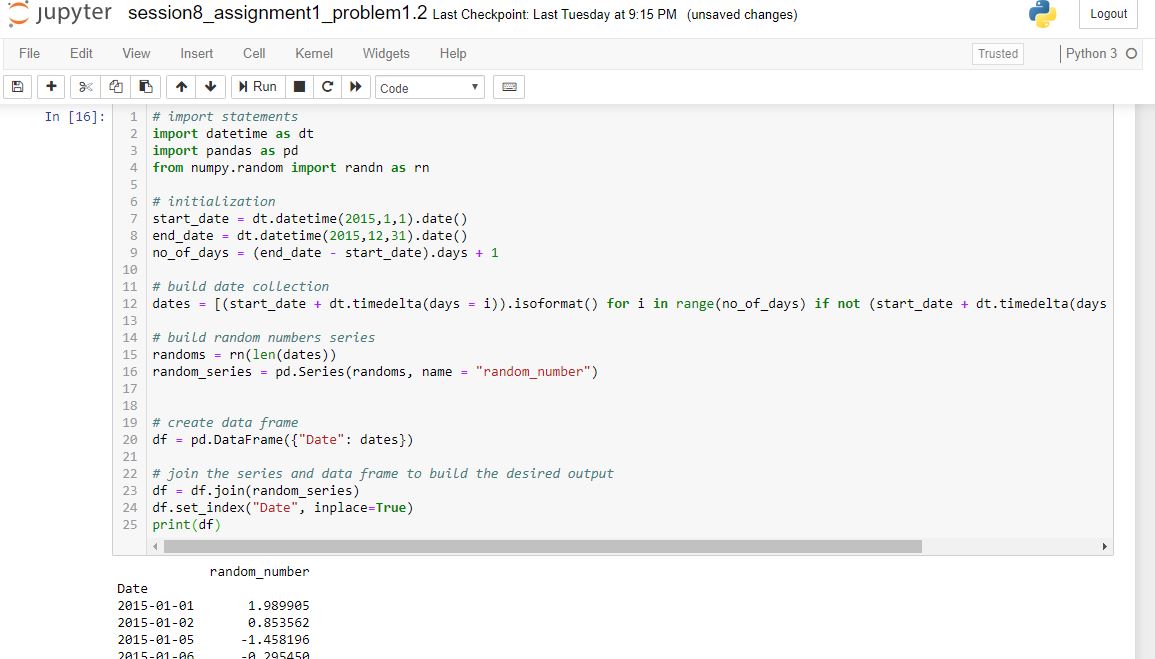 jupyter session8_assignment1_problem1.2 Last Checkpoint: Last Tuesday at 9:15 PM (unsaved changes) Logout
File Edit View Insert Cell Kernel Widgets Help Trusted Python 3
Run Code
In [16]:
1 # import statements
2 import datetime as dt
3 import pandas as pd
4 from numpy.random import randn as rn
5
6 # initialization
7 start_date = dt.datetime(2015,1,1).date()
8 end_date = dt.datetime(2015,12,31).date()
9 no_of_days = (end_date - start_date).days + 1
10
11 # build date collection
12 dates = [(start_date + dt.timedelta(days = i)).isoformat() for i in range(no_of_days) if not (start_date + dt.timedelta(days
13
14 # build random numbers series
15 randoms = rn(len(dates))
16 random_series = pd.Series(randoms, name = "random_number")
17
18
19 # create data frame
20 df = pd.DataFrame({"Date": dates})
21
22 # join the series and data frame to build the desired output
23 df = df.join(random_series)
24 df.set_index("Date", inplace=True)
25 print(df)
random_number
Date
2015-01-01 1.989905
2015-01-02 0.853562
2015-01-05 -1.458196
2015-01-06 -0.295450